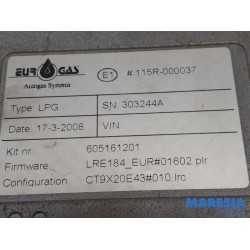 EUROGAS
Autogas Systems
E1 # 115R-000037
Type: LPG
SN: 303244A
Date: 17-3-2008
VIN:
Kit nr. 605161201
Firmware LRE184_EUR#01602.plr
Configuration: CT9X20E43#010.lrc
MARESIA